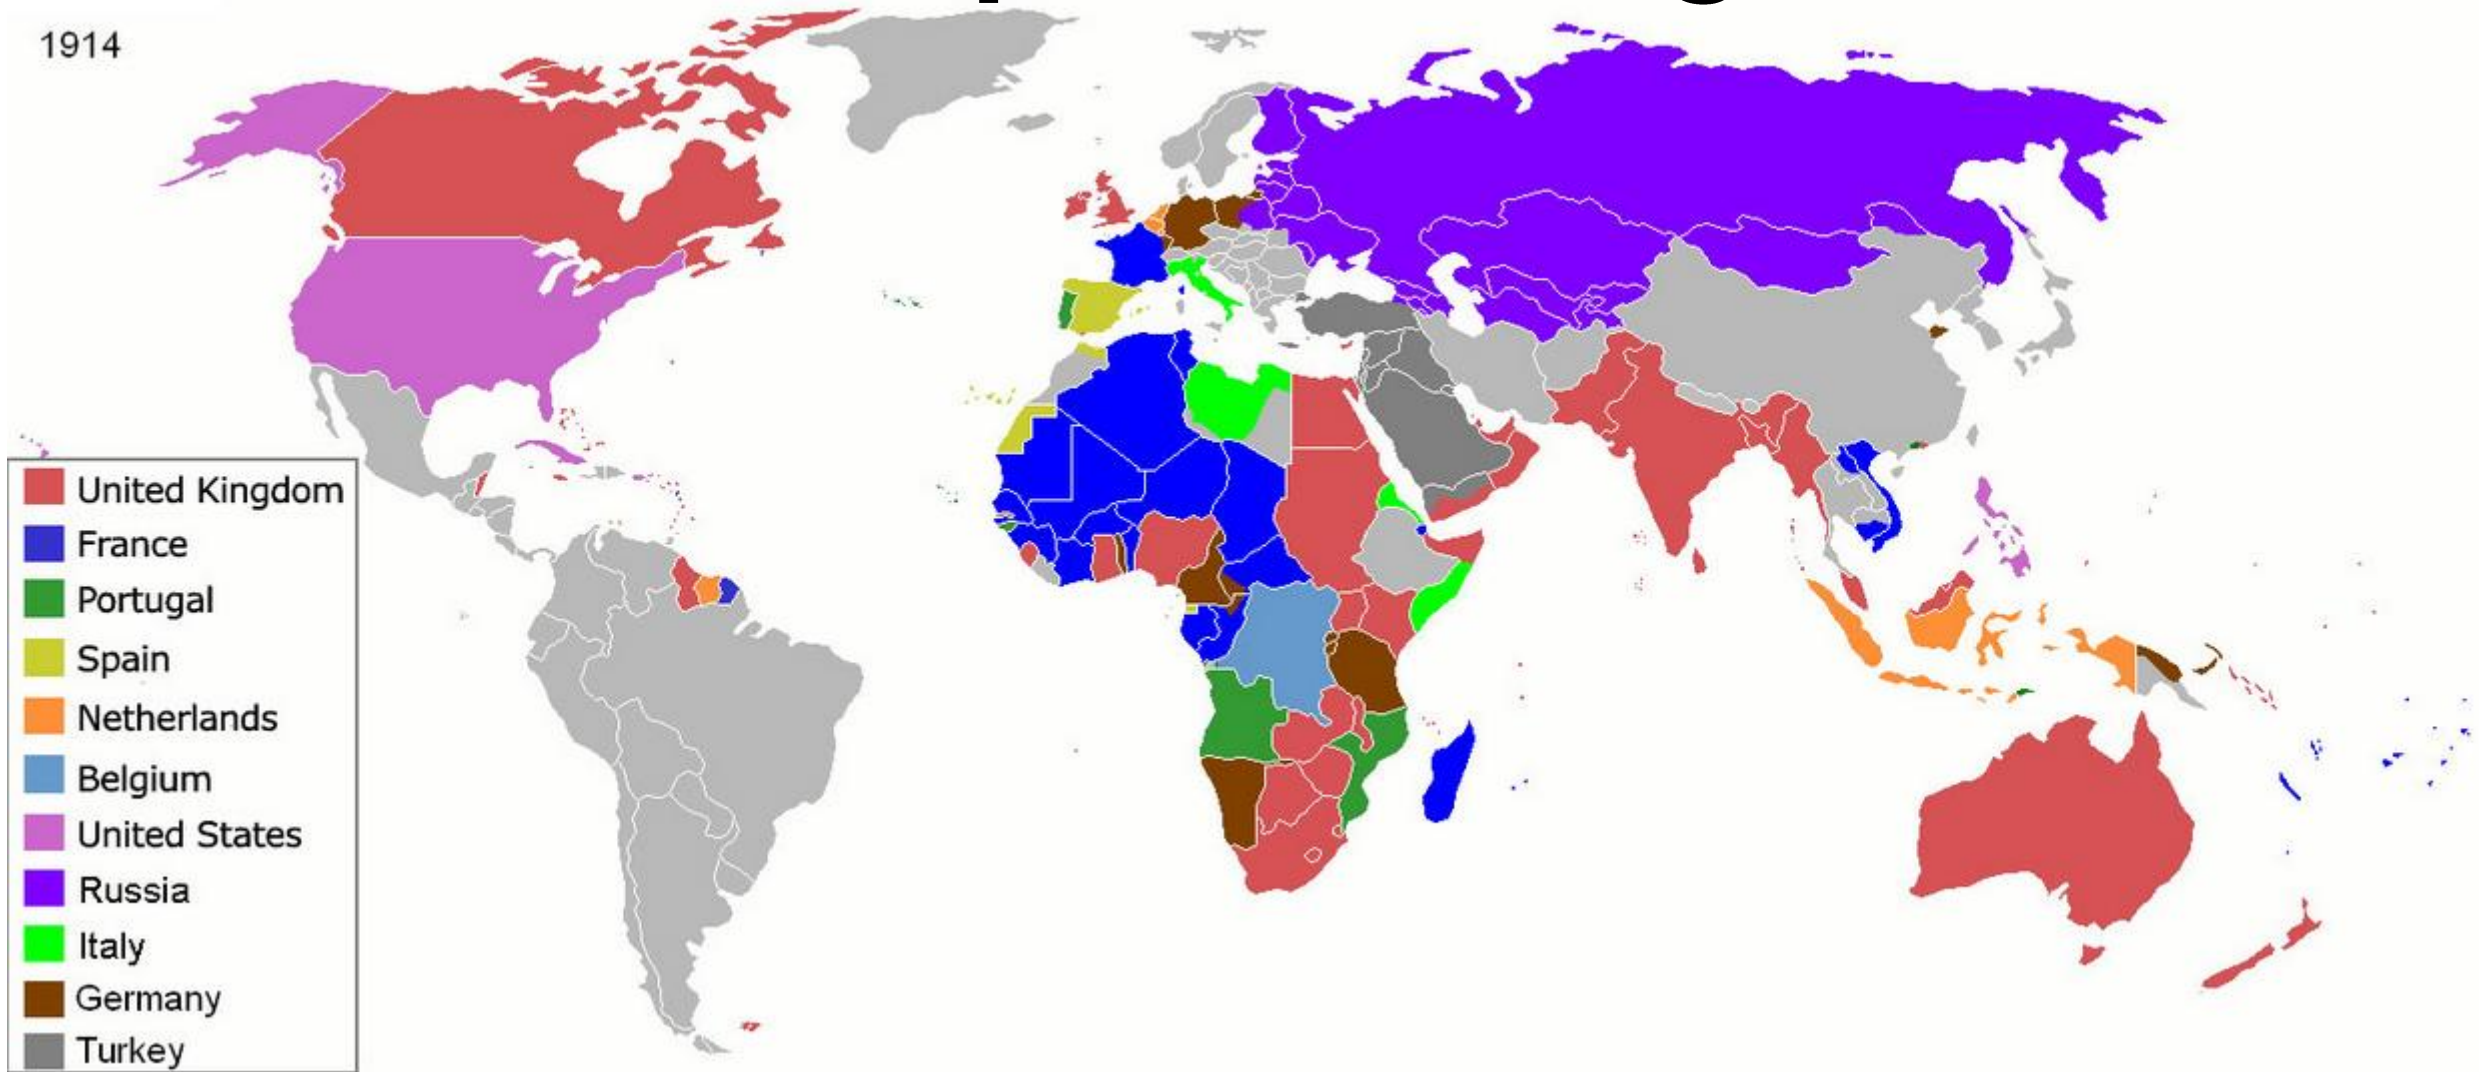 1914
United Kingdom
France
Portugal
Spain
Netherlands
Belgium
United States
Russia
Italy
Germany
Turkey